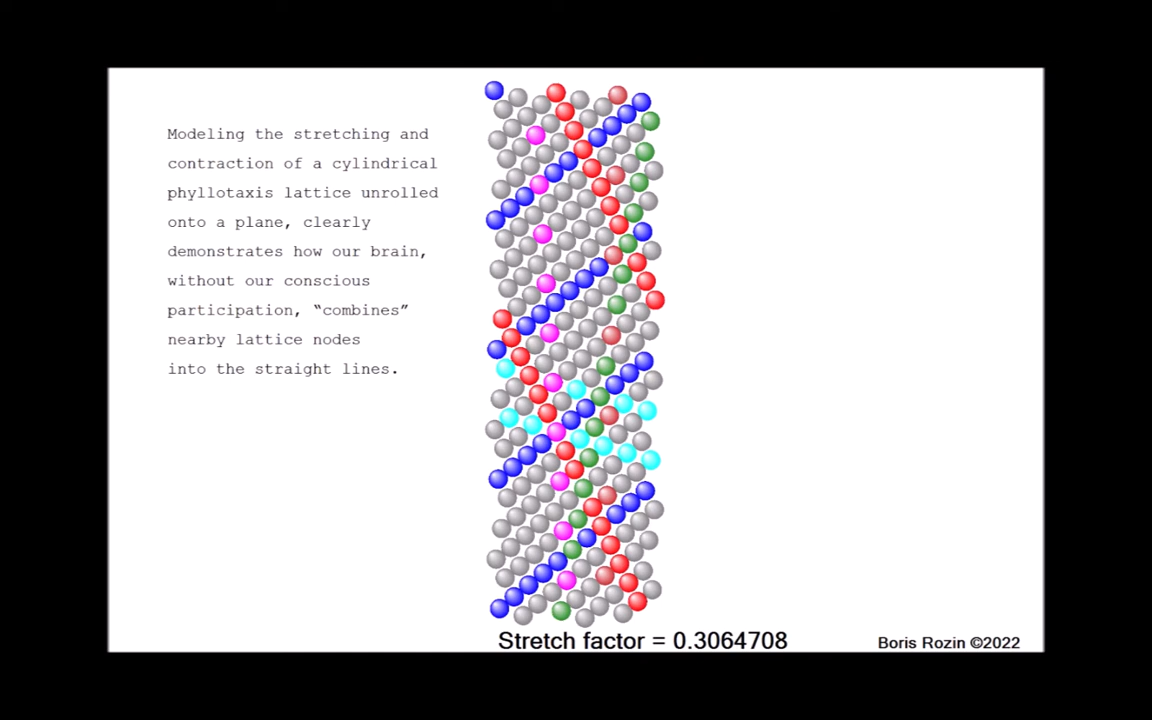 Modeling the stretching and
contraction of a cylindrical
phyllotaxis lattice unrolled
onto a plane, clearly
demonstrates how our brain,
without our conscious
participation, “combines”
nearby lattice nodes
into the straight lines.
Stretch factor = 0.3064708
Boris Rozin ©2022